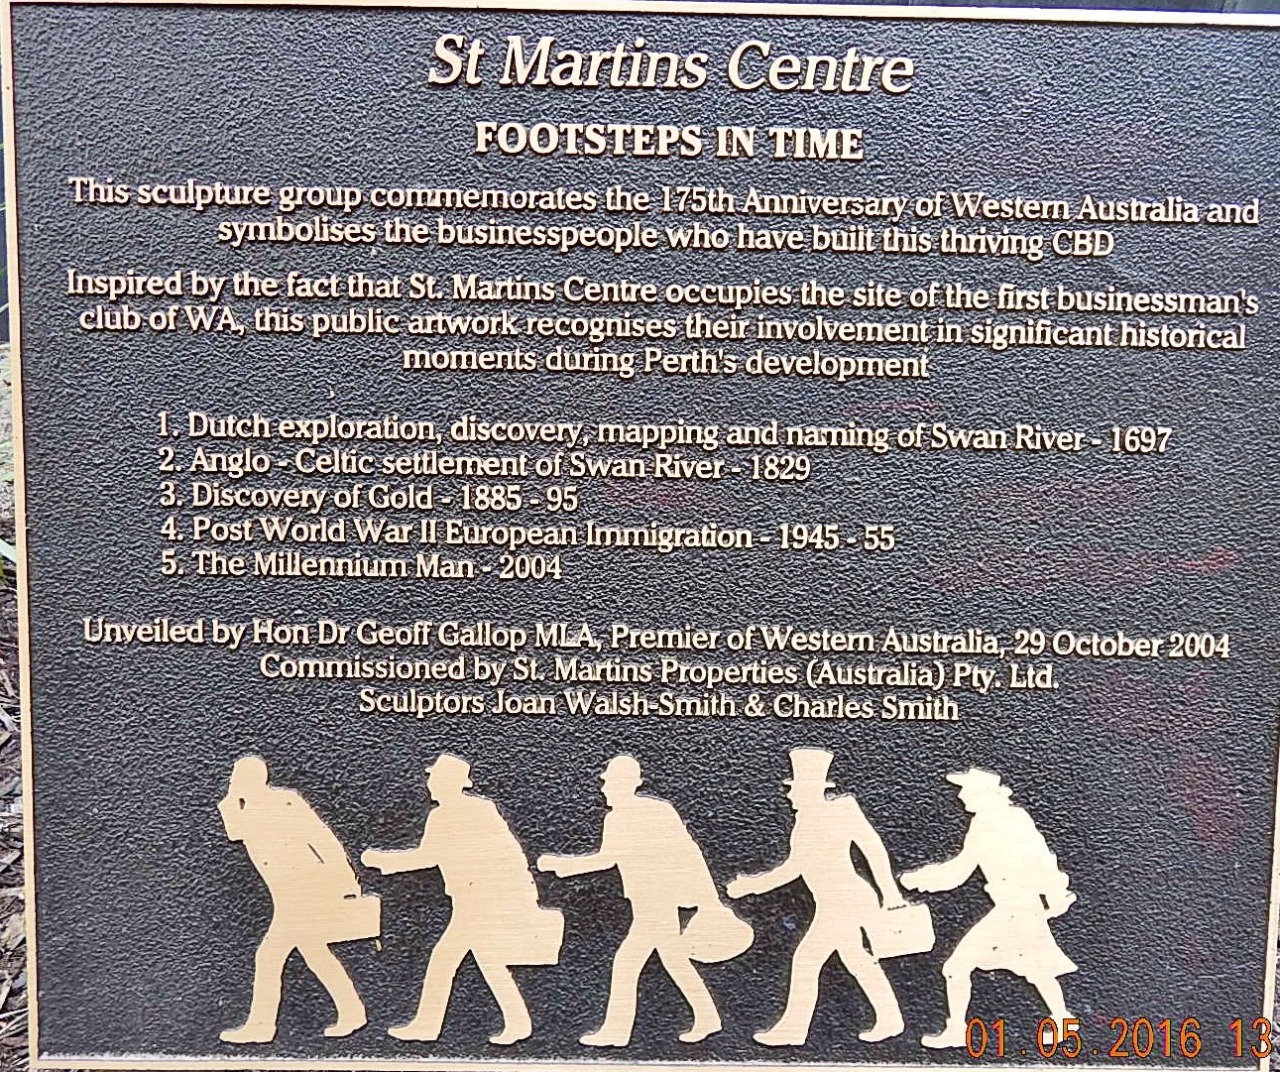 St Martins Centre
FOOTSTEPS IN TIME
This sculpture group commemorates the 175th Anniversary of Western Australia and
symbolises the businesspeople who have built this thriving CBD
Inspired by the fact that St. Martins Centre occupies the site of the first businessman's
club of WA, this public artwork recognises their involvement in significant historical
moments during Perth's development
1. Dutch exploration, discovery, mapping and naming of Swan River - 1697
2. Anglo - Celtic settlement of Swan River - 1829
3. Discovery of Gold - 1885 - 95
4. Post World War II European Immigration - 1945 - 55
5. The Millennium Man - 2004
Unveiled by Hon Dr Geoff Gallop MLA, Premier of Western Australia, 29 October 2004
Commissioned by St. Martins Properties (Australia) Pty. Ltd.
Sculptors Joan Walsh-Smith & Charles Smith
01.05.2016 13